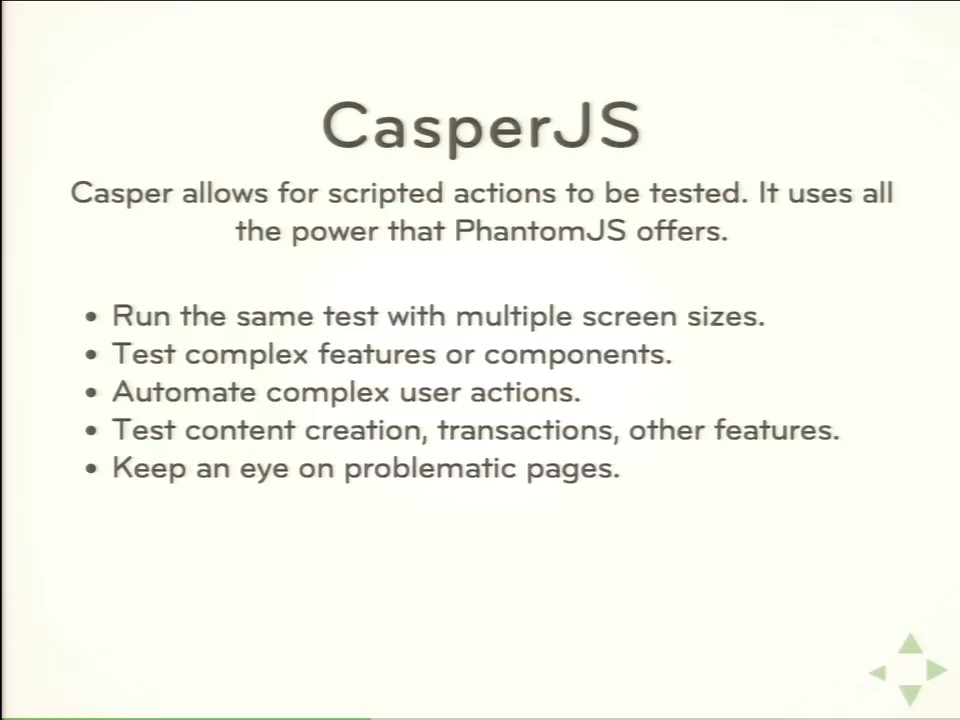 CasperJS
Casper allows for scripted actions to be tested. It uses all
the power that PhantomJS offers.
• Run the same test with multiple screen sizes.
• Test complex features or components.
• Automate complex user actions.
• Test content creation, transactions, other features.
• Keep an eye on problematic pages.